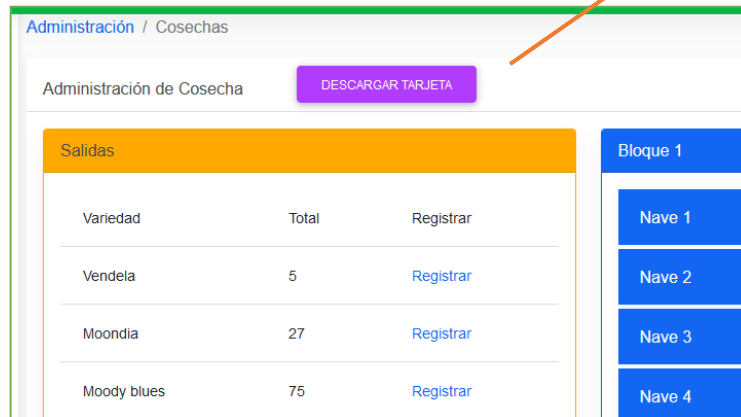 Administración / Cosechas
Administración de Cosecha
DESCARGAR TARJETA
Salidas
Variedad Total Registrar
Vendela 5 Registrar
Moondia 27 Registrar
Moody blues 75 Registrar
Bloque 1
Nave 1
Nave 2
Nave 3
Nave 4